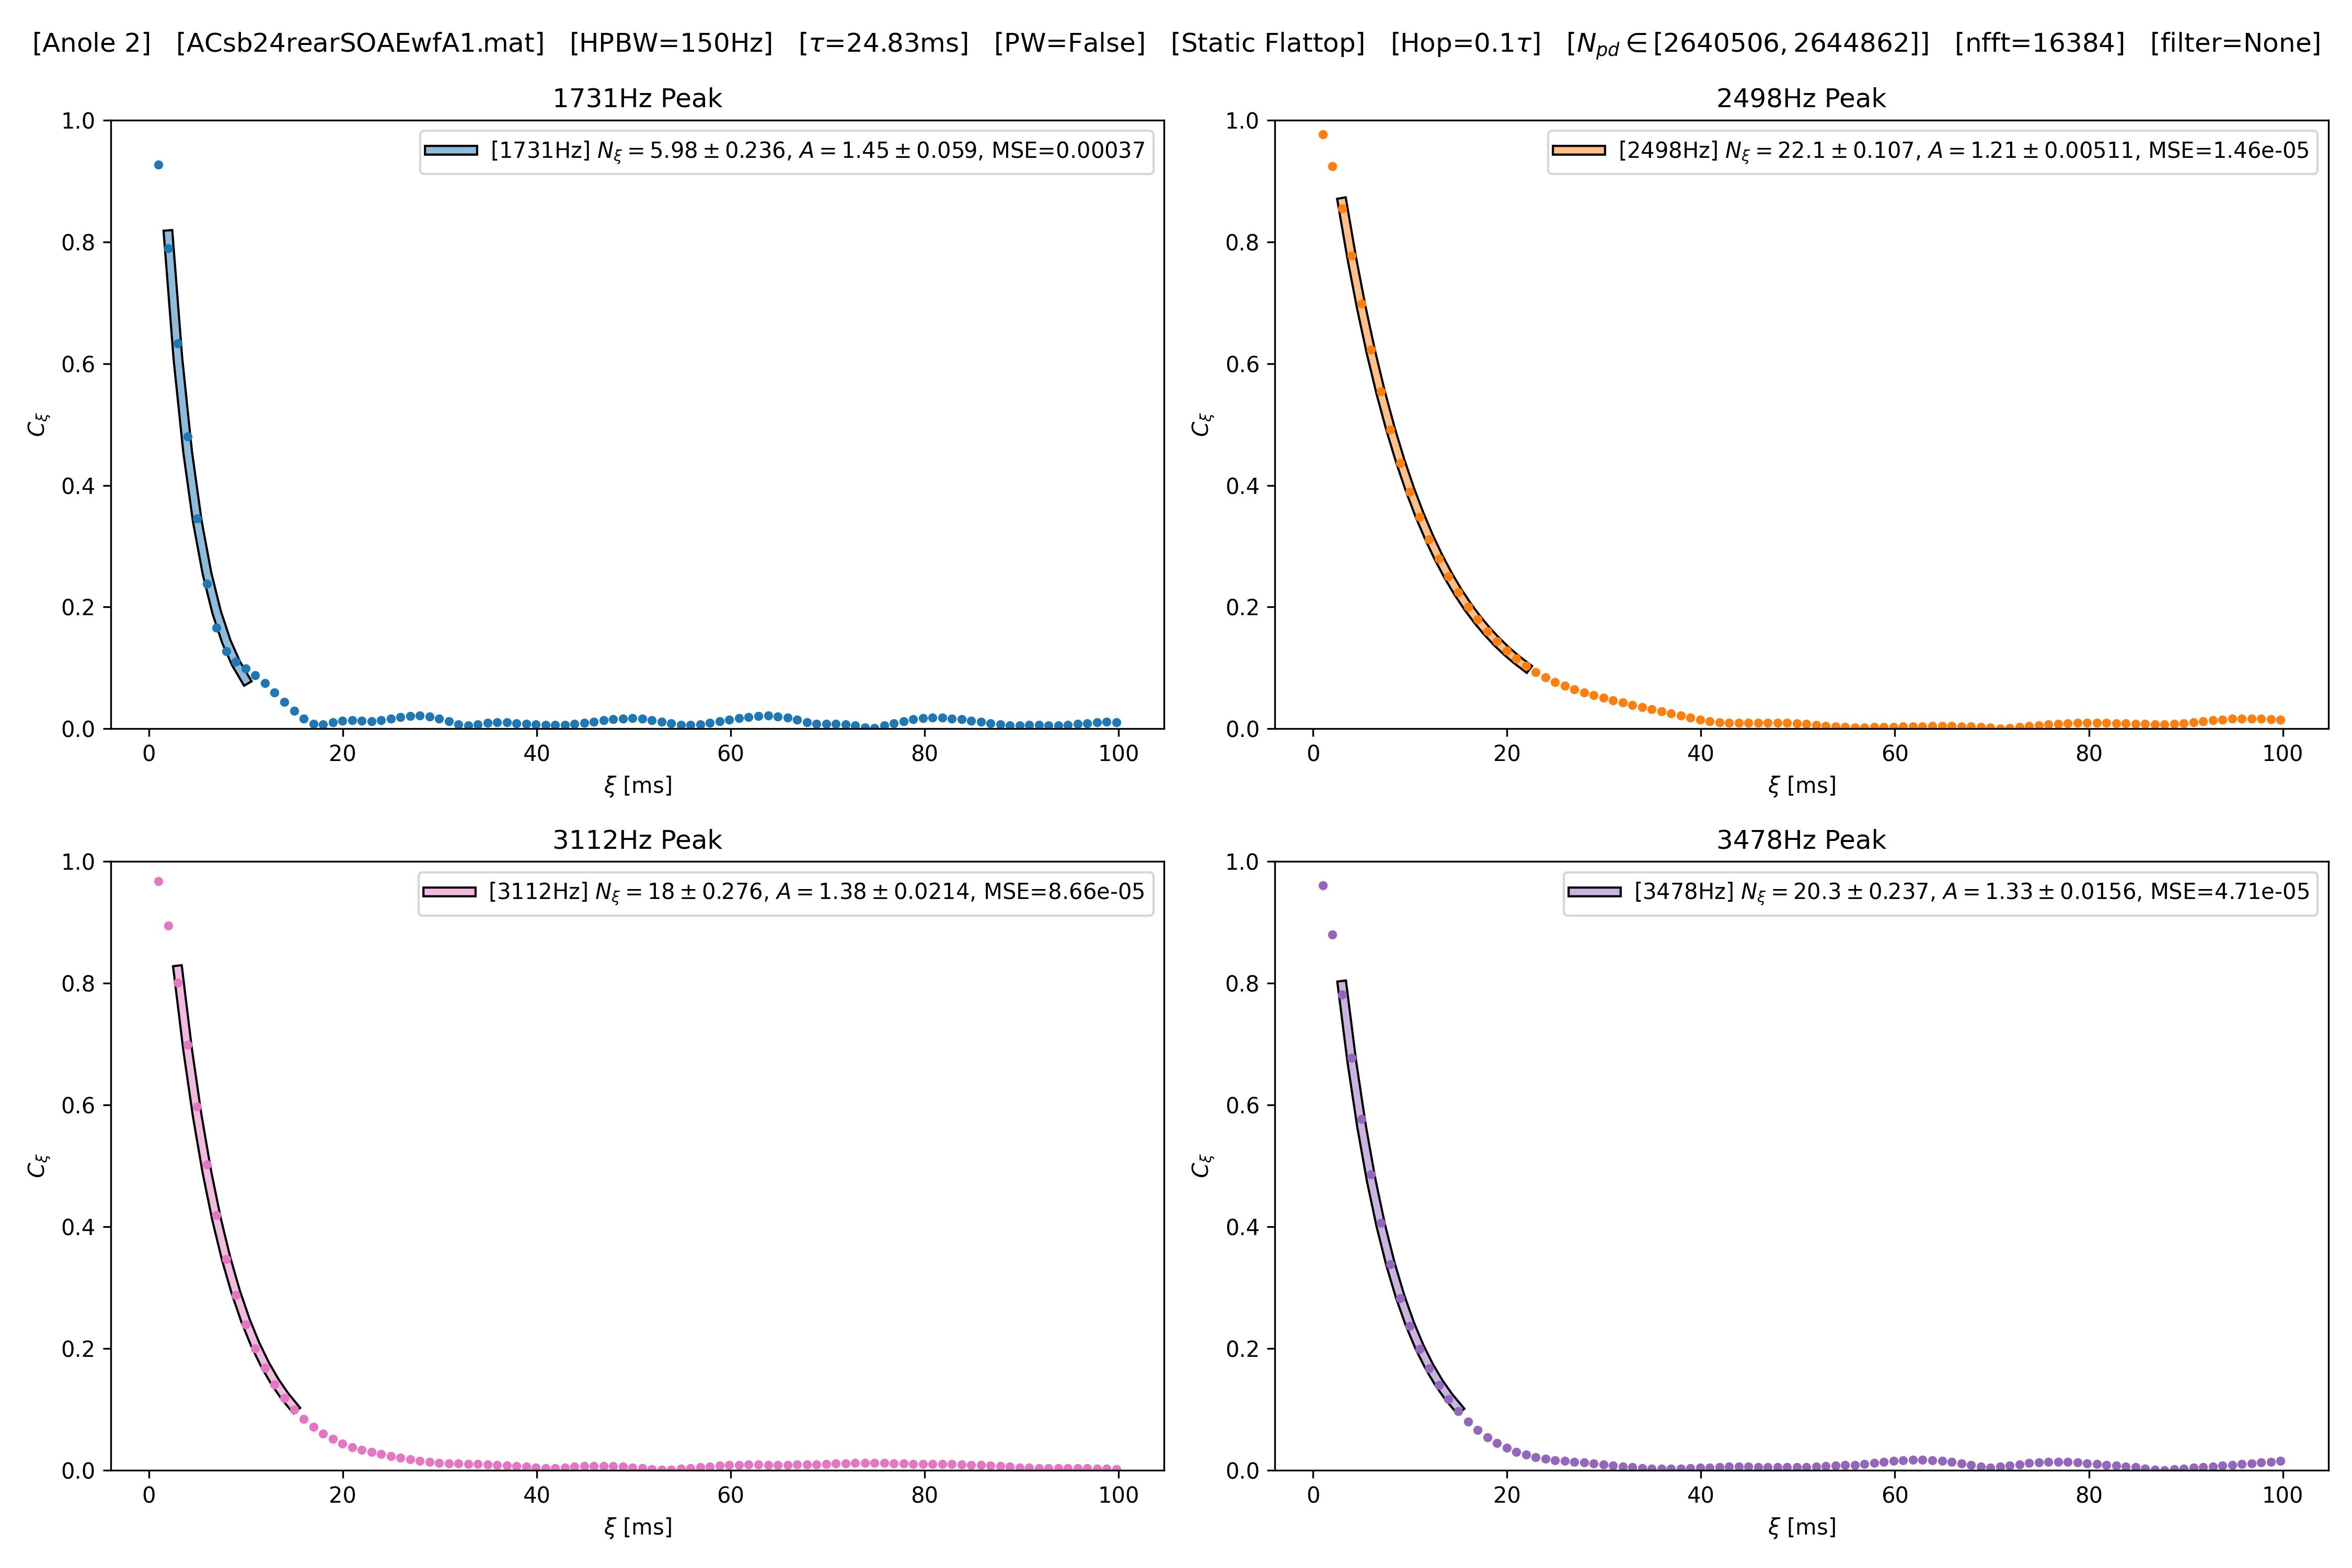 [Anole 2] [ACsb24rearSOAEwfA1.mat] [HPBW=150Hz] [τ=24.83ms] [PW=False] [Static Flattop] [Hop=0.1τ] [N_pd ∈ [2640506, 2644862]] [nfft=16384] [filter=None]
1731Hz Peak
1.0
0.8
0.6
0.4
0.2
0.0
C_ξ
[1731Hz] N_ξ = 5.98 ± 0.236, A = 1.45 ± 0.059, MSE=0.00037
0 20 40 60 80 100
ξ [ms]
2498Hz Peak
1.0
0.8
0.6
0.4
0.2
0.0
C_ξ
[2498Hz] N_ξ = 22.1 ± 0.107, A = 1.21 ± 0.00511, MSE=1.46e-05
0 20 40 60 80 100
ξ [ms]
3112Hz Peak
1.0
0.8
0.6
0.4
0.2
0.0
C_ξ
[3112Hz] N_ξ = 18 ± 0.276, A = 1.38 ± 0.0214, MSE=8.66e-05
0 20 40 60 80 100
ξ [ms]
3478Hz Peak
1.0
0.8
0.6
0.4
0.2
0.0
C_ξ
[3478Hz] N_ξ = 20.3 ± 0.237, A = 1.33 ± 0.0156, MSE=4.71e-05
0 20 40 60 80 100
ξ [ms]